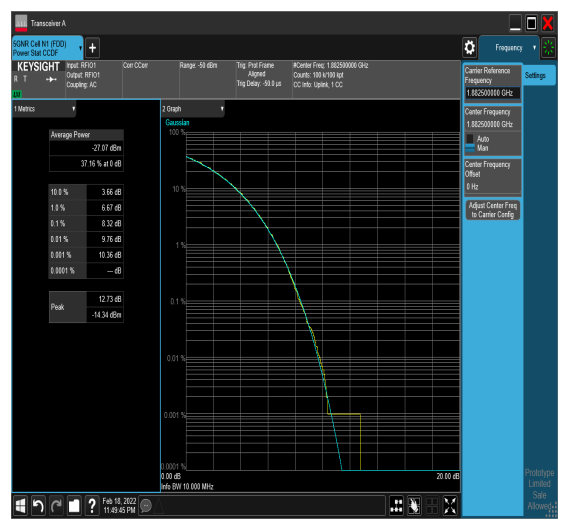 Transceiver A
5GNR Cell N1 (FDD)
Power Stat CCDF
Frequency
KEYSIGHT
R T
Input: RFIO1
Output: RFIO1
Coupling: AC
Corr CCorr
Range: -50 dBm
Trig: Prdt Frame
Aligned
Trig Delay: -50.0 µs
#Center Freq: 1.882500000 GHz
Counts: 100 k/100 kpt
CC Info: Uplink, 1 CC
1 Metrics
2 Graph
Gaussian
Average Power
-27.07 dBm
37.16 % at 0 dB
10.0 % 3.66 dB
1.0 % 6.67 dB
0.1 % 8.32 dB
0.01 % 9.76 dB
0.001 % 10.36 dB
0.0001 % --- dB
Peak
12.73 dB
-14.34 dBm
100 %
10 %
1 %
0.1 %
0.01 %
0.001 %
0.0001 %
0.00 dB
20.00 dB
Info BW 10.000 MHz
Carrier Reference
Frequency
1.882500000 GHz
Center Frequency
1.882500000 GHz
Auto
Man
Center Frequency
Offset
0 Hz
Adjust Center Freq
to Carrier Config
Settings
Prototype
Limited
Sale
Allowed
?
Feb 18, 2022
11:49:45 PM